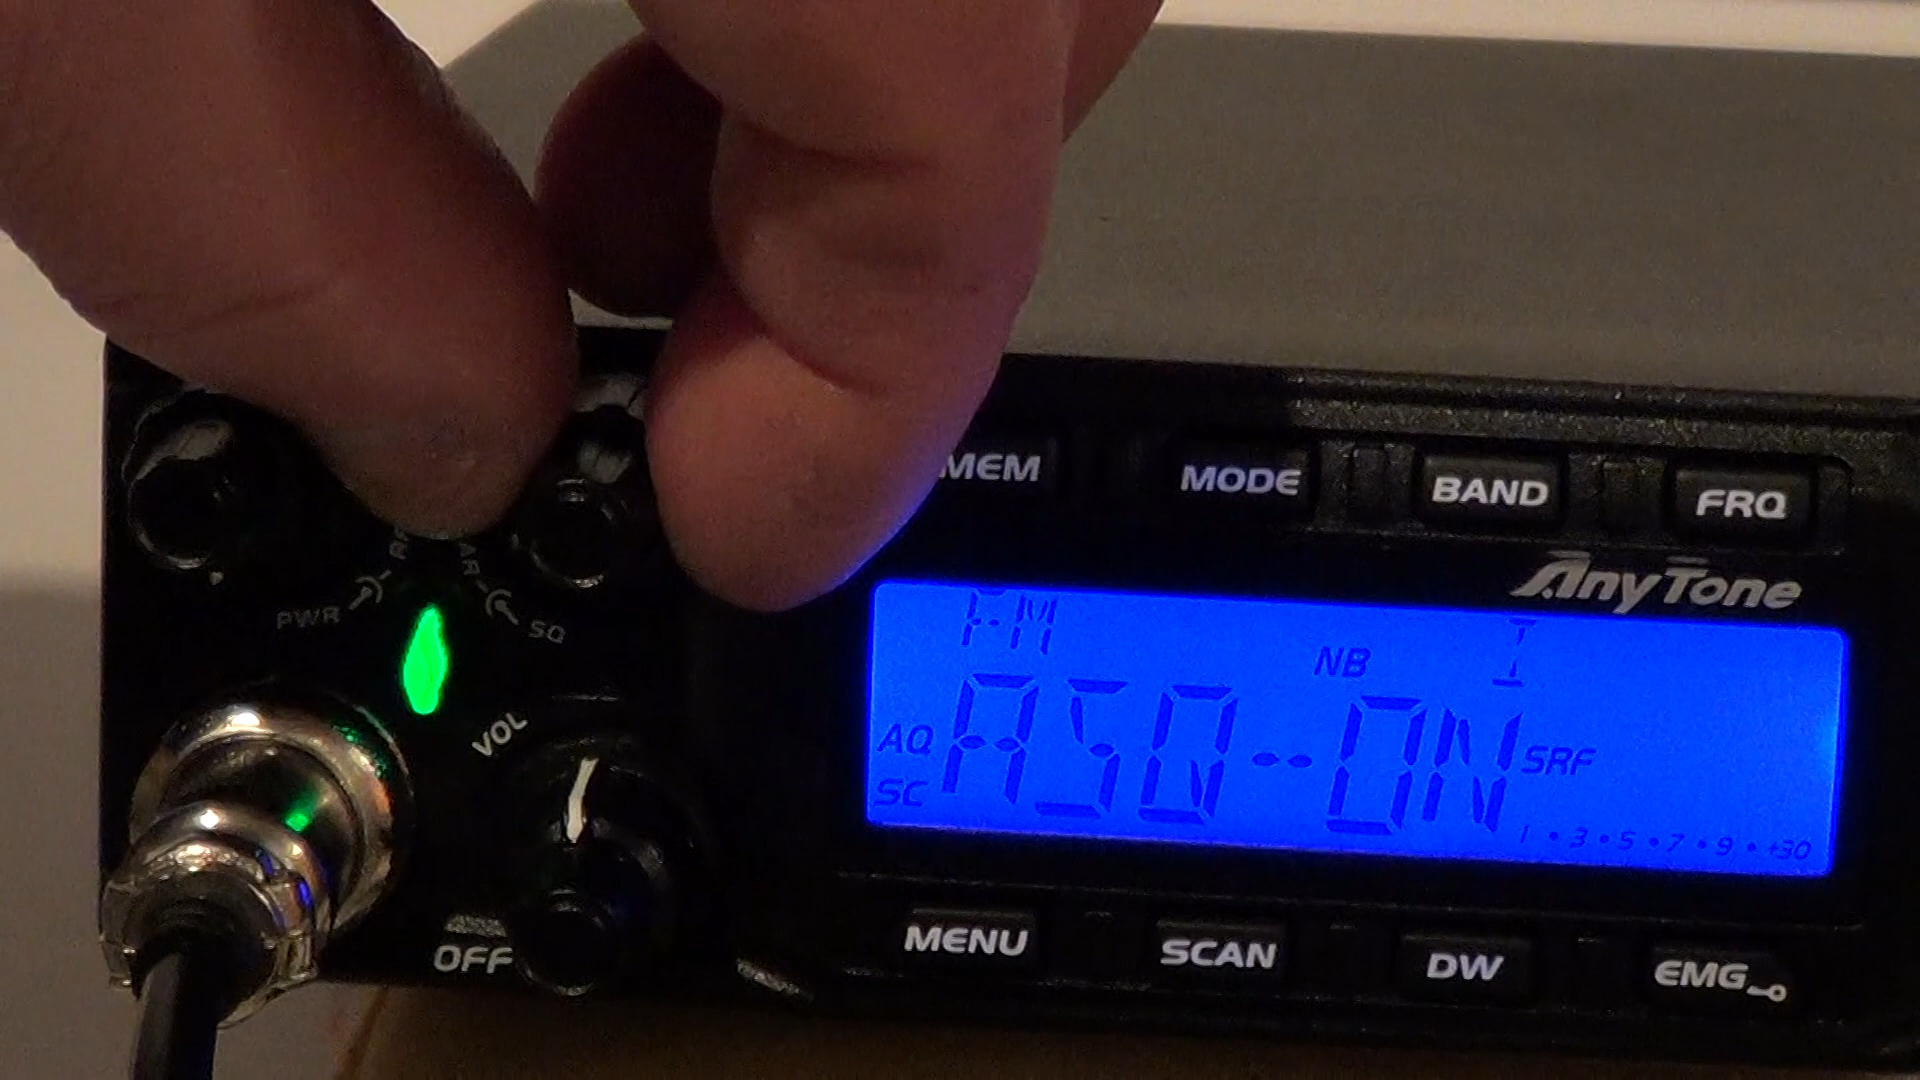 MEM MODE BAND FRQ
AnyTone
PWR SQ
FM NB
VOL
AQ ASQ--ON SRF
SC
1 • 3 • 5 • 7 • 9 • +30
OFF MENU SCAN DW EMG